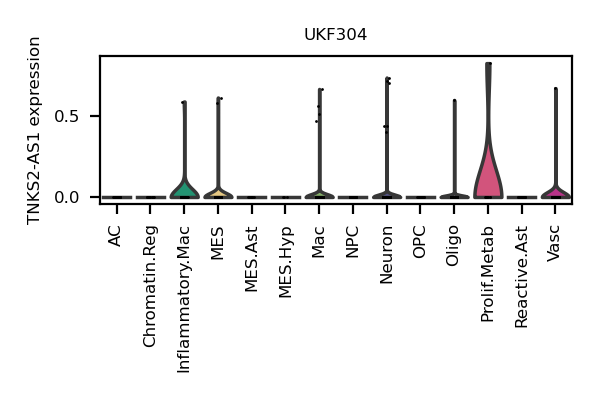 UKF304
TNKS2-AS1 expression
0.5
0.0
AC
Chromatin.Reg
Inflammatory.Mac
MES
MES.Ast
MES.Hyp
Mac
NPC
Neuron
OPC
Oligo
Prolif.Metab
Reactive.Ast
Vasc